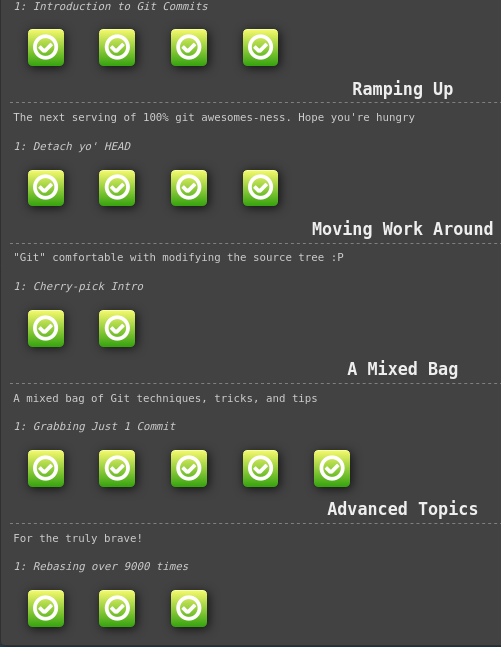 1: Introduction to Git Commits
Ramping Up
The next serving of 100% git awesomes-ness. Hope you're hungry
1: Detach yo' HEAD
Moving Work Around
"Git" comfortable with modifying the source tree :P
1: Cherry-pick Intro
A Mixed Bag
A mixed bag of Git techniques, tricks, and tips
1: Grabbing Just 1 Commit
Advanced Topics
For the truly brave!
1: Rebasing over 9000 times